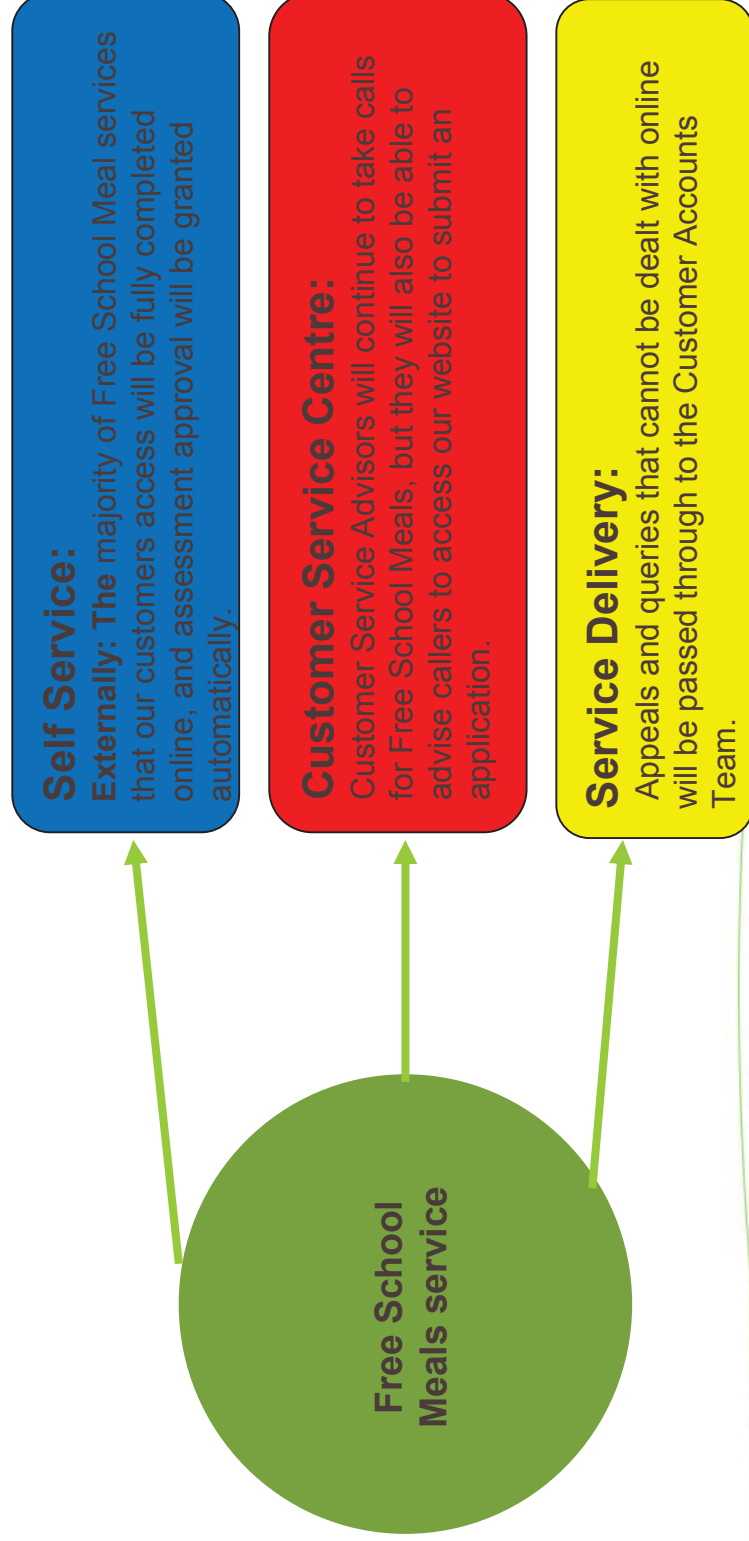 Free School
Meals service
Self Service:
Externally: The majority of Free School Meal services
that our customers access will be fully completed
online, and assessment approval will be granted
automatically.
Customer Service Centre:
Customer Service Advisors will continue to take calls
for Free School Meals, but they will also be able to
advise callers to access our website to submit an
application.
Service Delivery:
Appeals and queries that cannot be dealt with online
will be passed through to the Customer Accounts
Team.